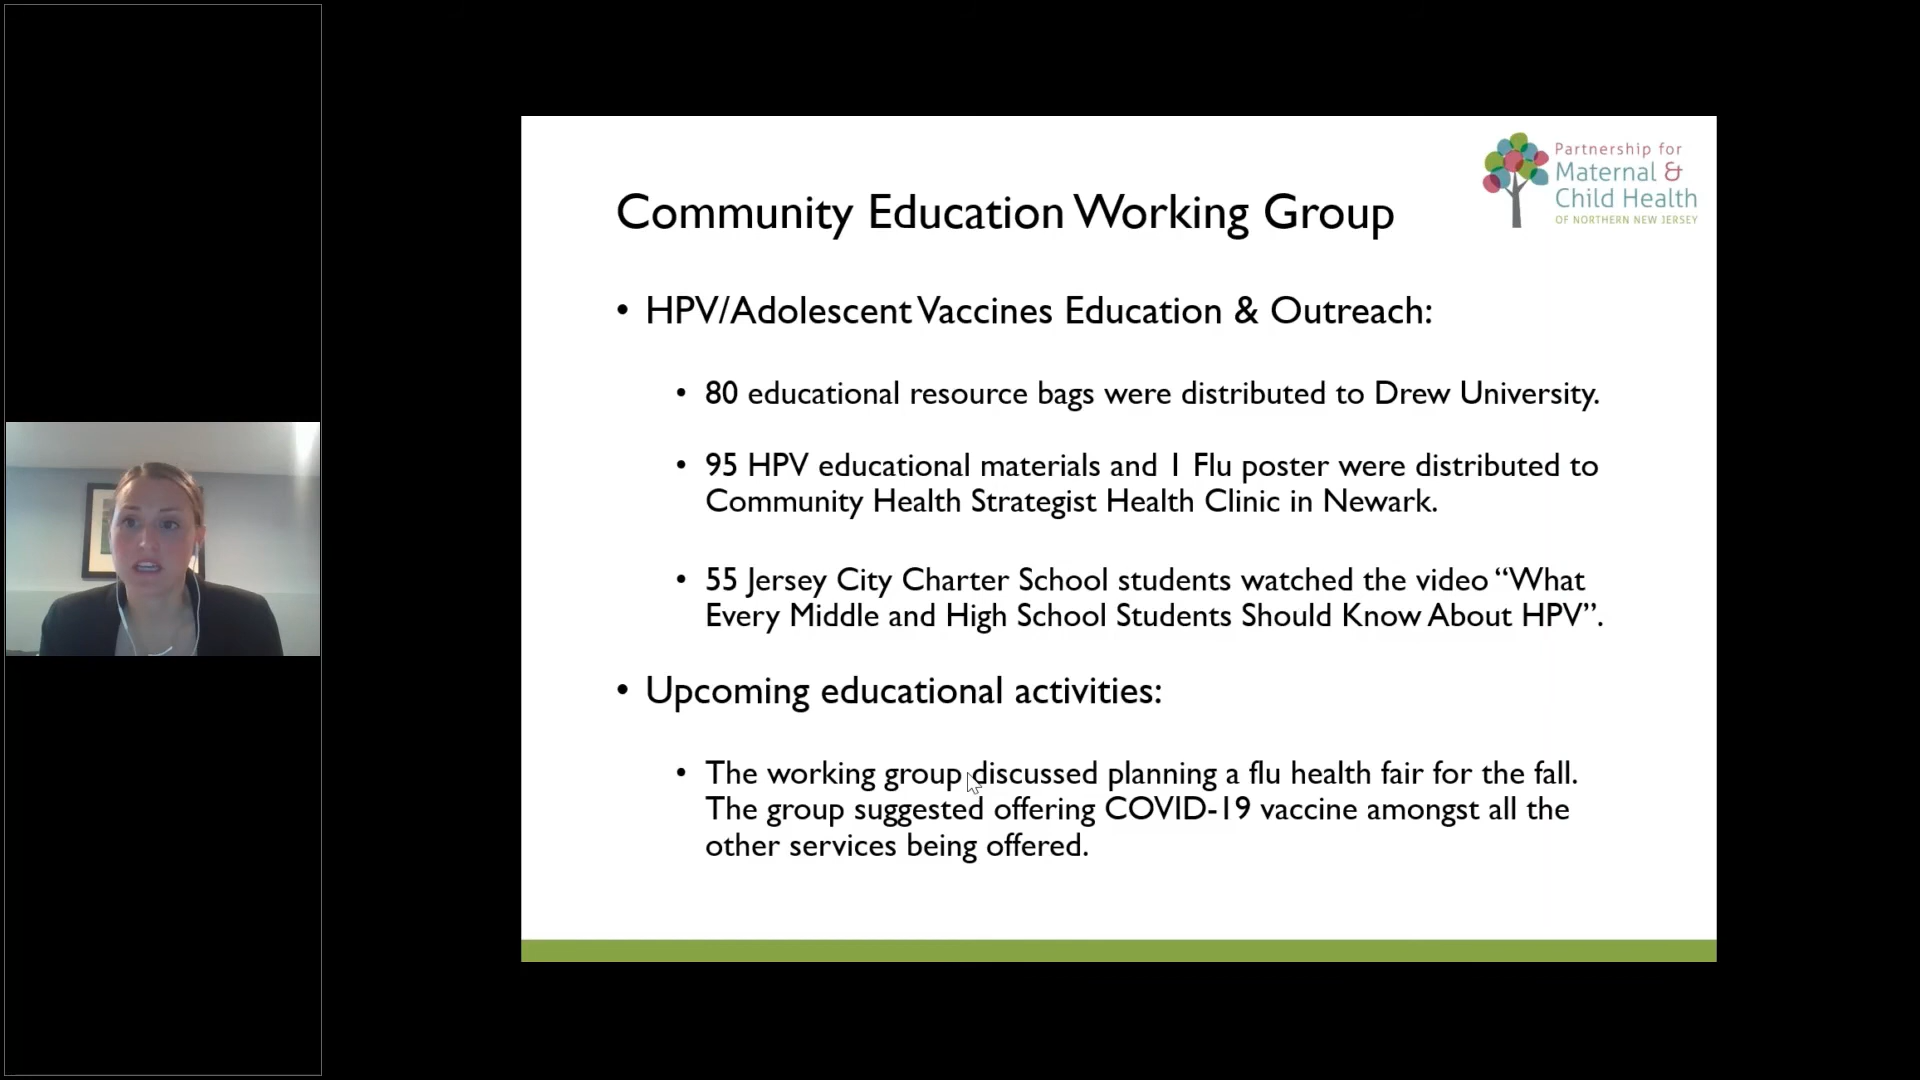 Partnership for
Maternal &
Child Health
OF NORTHERN NEW JERSEY
Community Education Working Group
• HPV/Adolescent Vaccines Education & Outreach:
• 80 educational resource bags were distributed to Drew University.
• 95 HPV educational materials and 1 Flu poster were distributed to
Community Health Strategist Health Clinic in Newark.
• 55 Jersey City Charter School students watched the video “What
Every Middle and High School Students Should Know About HPV”.
• Upcoming educational activities:
• The working group discussed planning a flu health fair for the fall.
The group suggested offering COVID-19 vaccine amongst all the
other services being offered.